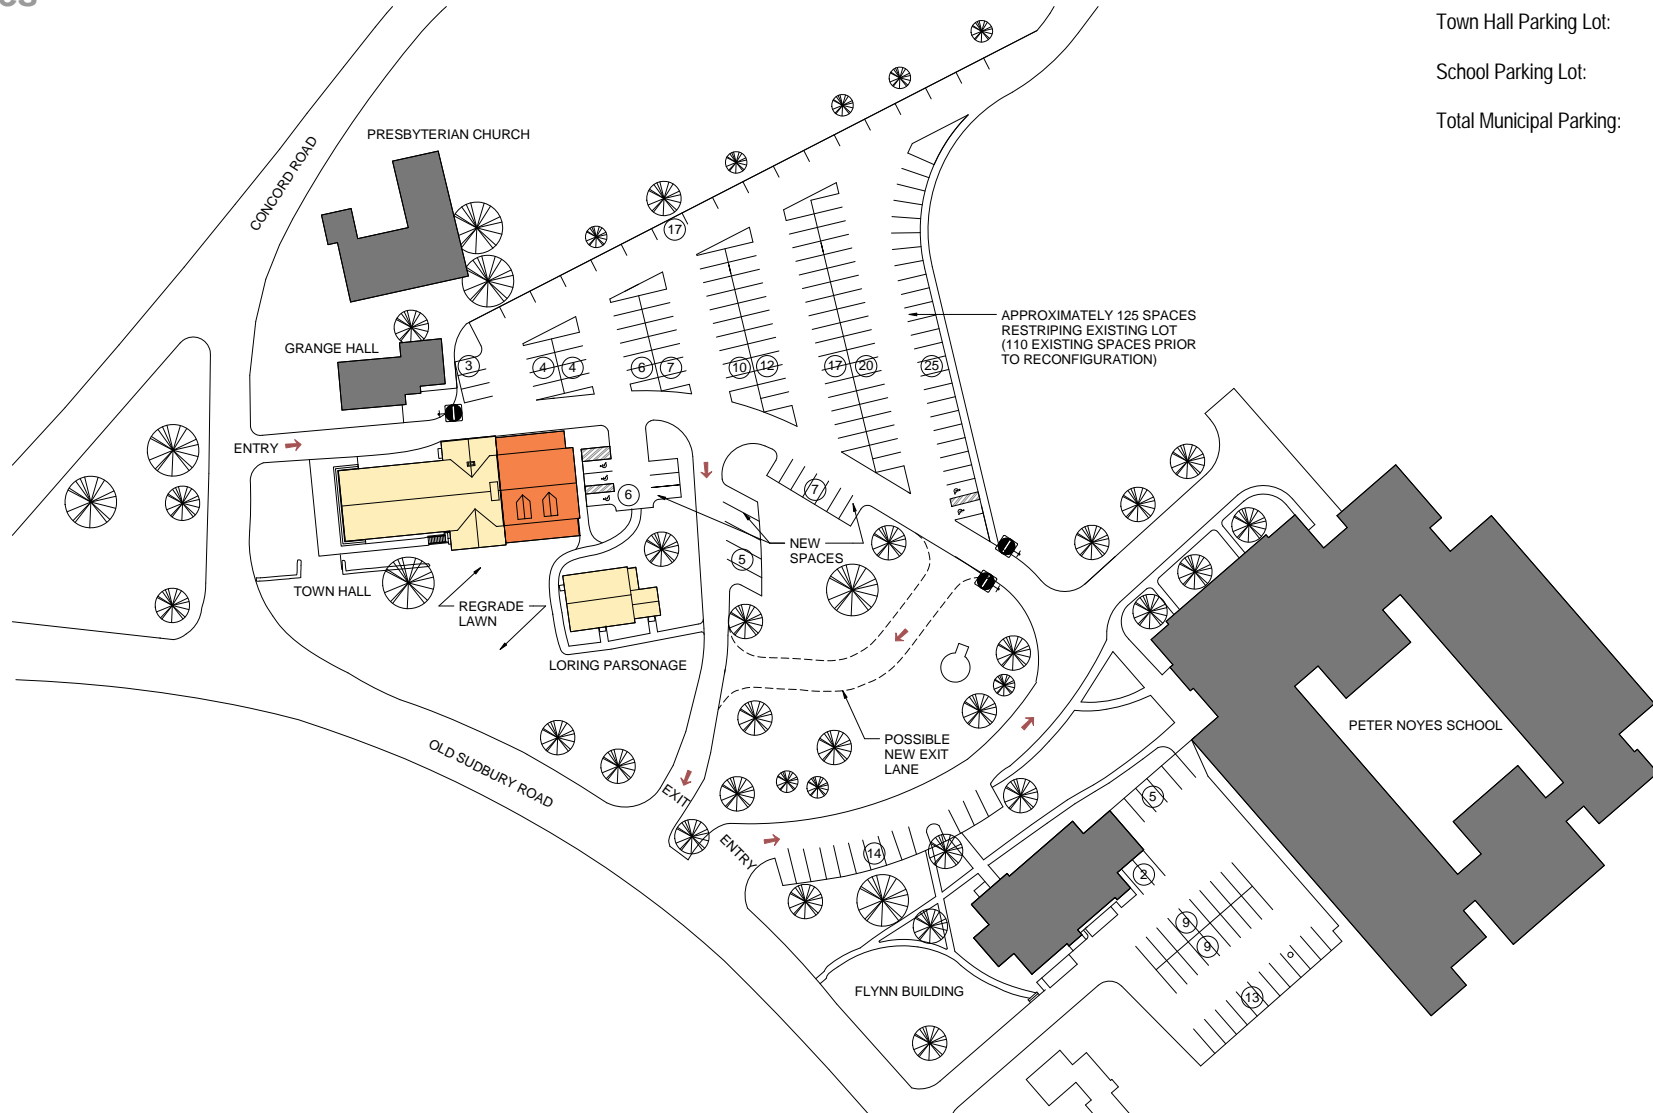 Town Hall Parking Lot:
School Parking Lot:
Total Municipal Parking:
CONCORD ROAD
PRESBYTERIAN CHURCH
17
GRANGE HALL
APPROXIMATELY 125 SPACES
RESTRIPING EXISTING LOT
(110 EXISTING SPACES PRIOR
TO RECONFIGURATION)
3
4
4
6
7
10
12
17
20
25
ENTRY
6
7
5
NEW
SPACES
TOWN HALL
REGRADE
LAWN
LORING PARSONAGE
OLD SUDBURY ROAD
POSSIBLE
NEW EXIT
LANE
PETER NOYES SCHOOL
EXIT
ENTRY
14
5
2
9
9
13
FLYNN BUILDING